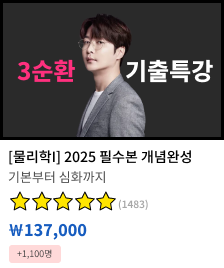 3순환 기출특강
[물리학I] 2025 필수본 개념완성
기본부터 심화까지
(1483)
₩137,000
+1,100명